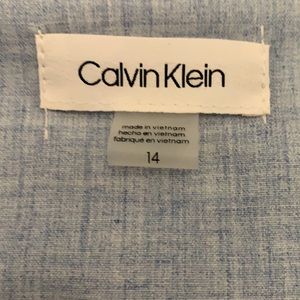 Calvin Klein
made in vietnam
hecho en vietnam
fabriqué en vietnam
14